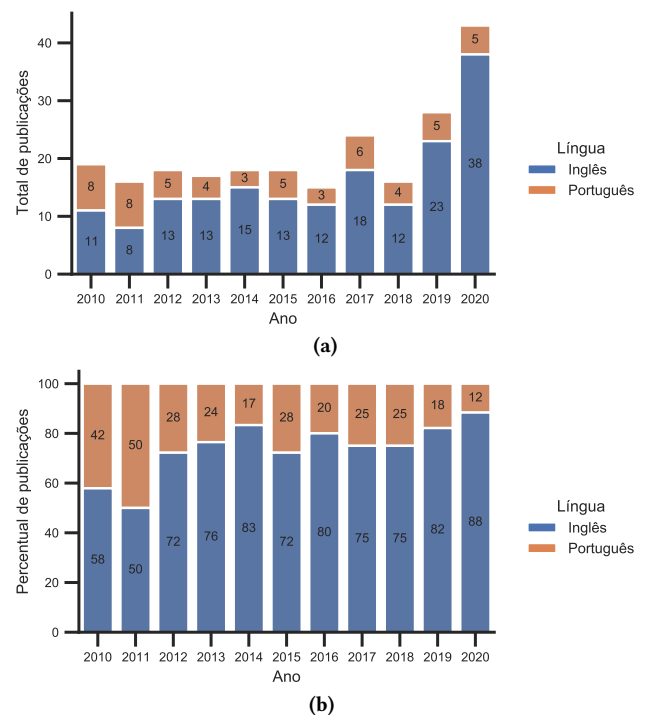 Total de publicações
40
30
20
10
0
8 8 5 4 3 5 3 6 4 5 5
11 8 13 13 15 13 12 18 12 23 38
2010 2011 2012 2013 2014 2015 2016 2017 2018 2019 2020
Ano
Língua
Inglês
Português
(a)
Percentual de publicações
100
80
60
40
20
0
42 50 28 24 17 28 20 25 25 18 12
58 50 72 76 83 72 80 75 75 82 88
2010 2011 2012 2013 2014 2015 2016 2017 2018 2019 2020
Ano
Língua
Inglês
Português
(b)